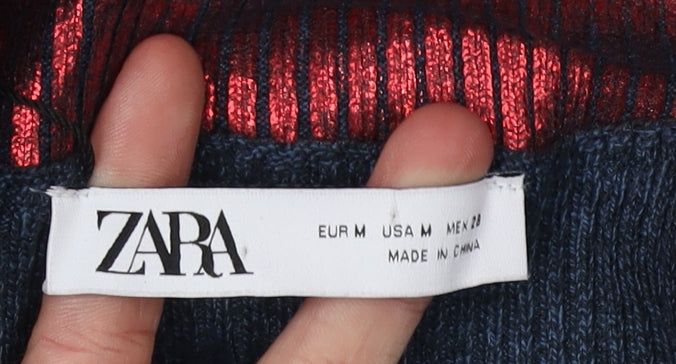 ZARA
EUR M USA M MEX 28
MADE IN CHINA